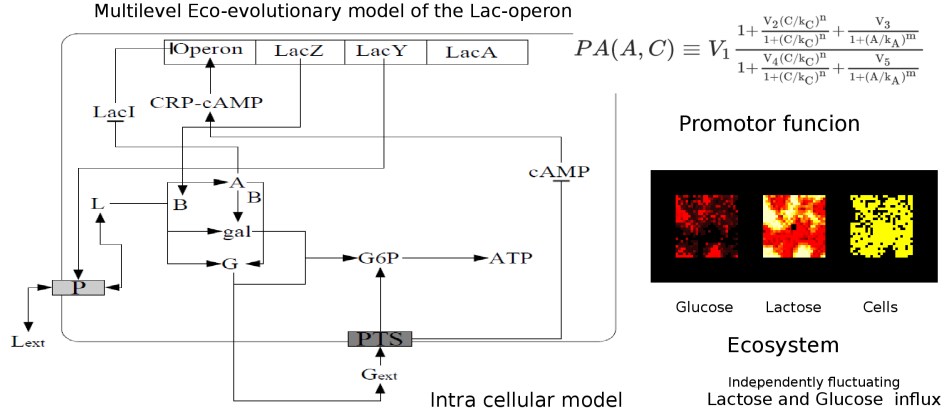 Multilevel Eco-evolutionary model of the Lac-operon
Operon LacZ LacY LacA
PA(A, C) ≡ V1 (1 + V2(C/kC)^n / (1+(C/kC)^n) + V3 / (1+(A/kA)^m)) / (1 + V4(C/kC)^n / (1+(C/kC)^n) + V5 / (1+(A/kA)^m))
LacI
CRP-cAMP
Promotor funcion
cAMP
A
B
L
B
gal
G
G6P
ATP
P
Lext
PTS
Gext
Glucose Lactose Cells
Ecosystem
Intra cellular model
Independently fluctuating
Lactose and Glucose influx